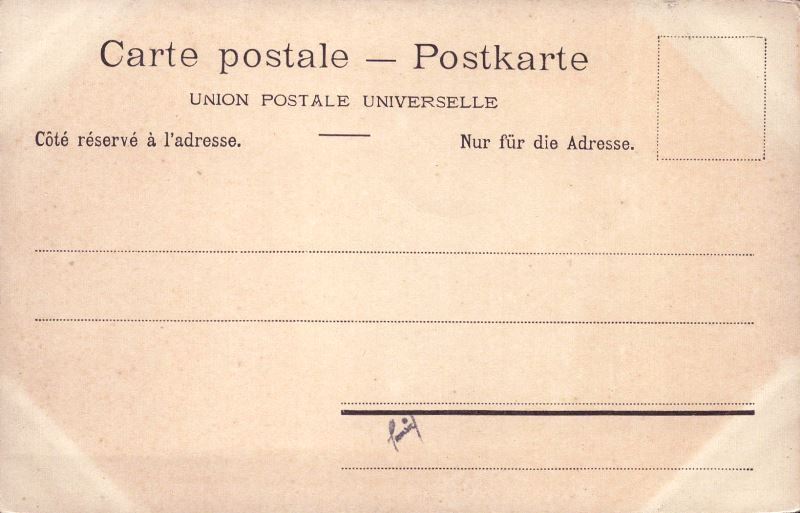 Carte postale — Postkarte
UNION POSTALE UNIVERSELLE
Côté réservé à l'adresse.
Nur für die Adresse.